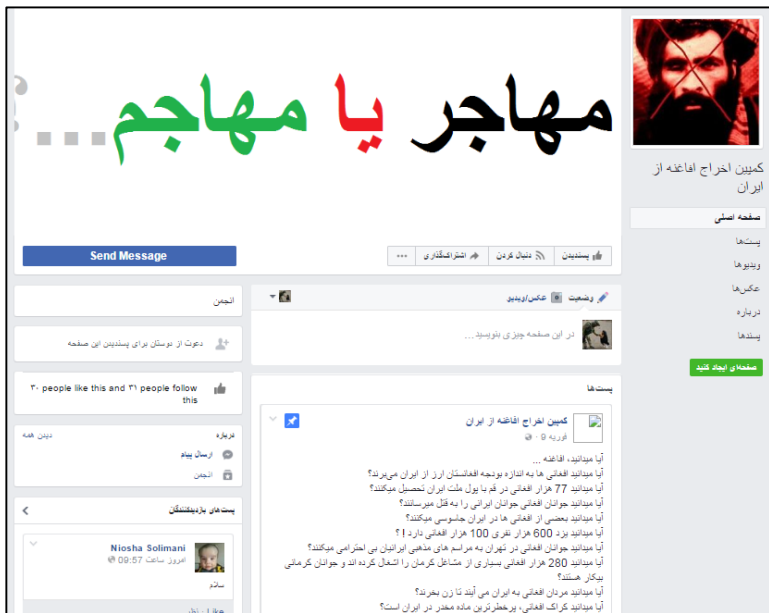 مهاجر یا مهاجم...؟
کمپین اخراج افاغنه از
ایران
صفحه اصلی
پست‌ها
ویدیوها
عکس‌ها
درباره
پسندها
صفحه‌ای ایجاد کنید
پسندیدن
دنبال کردن
اشتراک‌گذاری
Send Message
وضعیت
عکس/ویدیو
در این صفحه چیزی بنویسید...
پست‌ها
کمپین اخراج افاغنه از ایران
فوریه 9
آیا میدانید، افاغنه ...
آیا میدانید افغانی ها به اندازه بودجه افغانستان ارز از ایران می‌برند؟
آیا میدانید 77 هزار افغانی در قم با پول ملت ایران تحصیل میکنند؟
آیا میدانید جوانان افغانی جوانان ایرانی را به قتل میرسانند؟
آیا میدانید بعضی از افغانی ها در ایران جاسوسی میکنند؟
آیا میدانید یزد 600 هزار نفری 100 هزار افغانی دارد ! ؟
آیا میدانید جوانان افغانی در تهران به مراسم های مذهبی ایرانیان بی احترامی میکنند؟
آیا میدانید 280 هزار افغانی بسیاری از مشاغل کرمان را اشغال کرده اند و جوانان کرمانی
بیکار هستند؟
آیا میدانید مردان افغانی به ایران می آیند تا زن بخرند؟
آیا میدانید کراک افغانی، پرخطرترین ماده مخدر در ایران است؟
انجمن
دعوت از دوستان برای پسندیدن این صفحه
۳۰ people like this and ۳۱ people follow
this
درباره
دیدن همه
ارسال پیام
انجمن
پست‌های بازدیدکنندگان
Niosha Solimani
امروز ساعت 09:57
سلام
Like · نظر